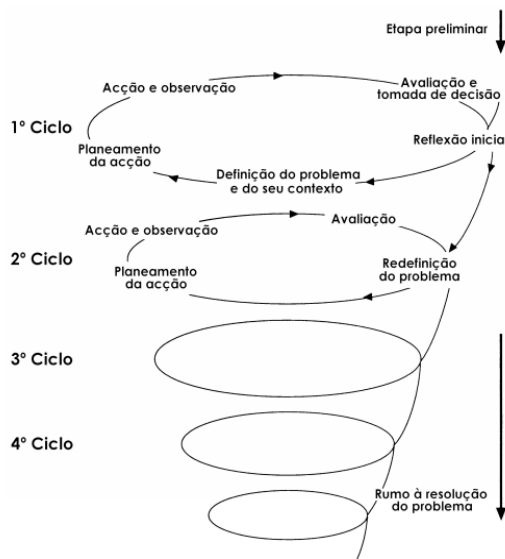 Etapa preliminar
Acção e observação
Avaliação e
tomada de decisão
1º Ciclo
Reflexão inicia
Planeamento
da acção
Definição do problema
e do seu contexto
Avaliação
Acção e observação
2º Ciclo
Redefinição
do problema
Planeamento
da acção
3º Ciclo
4º Ciclo
Rumo à resolução
do problema